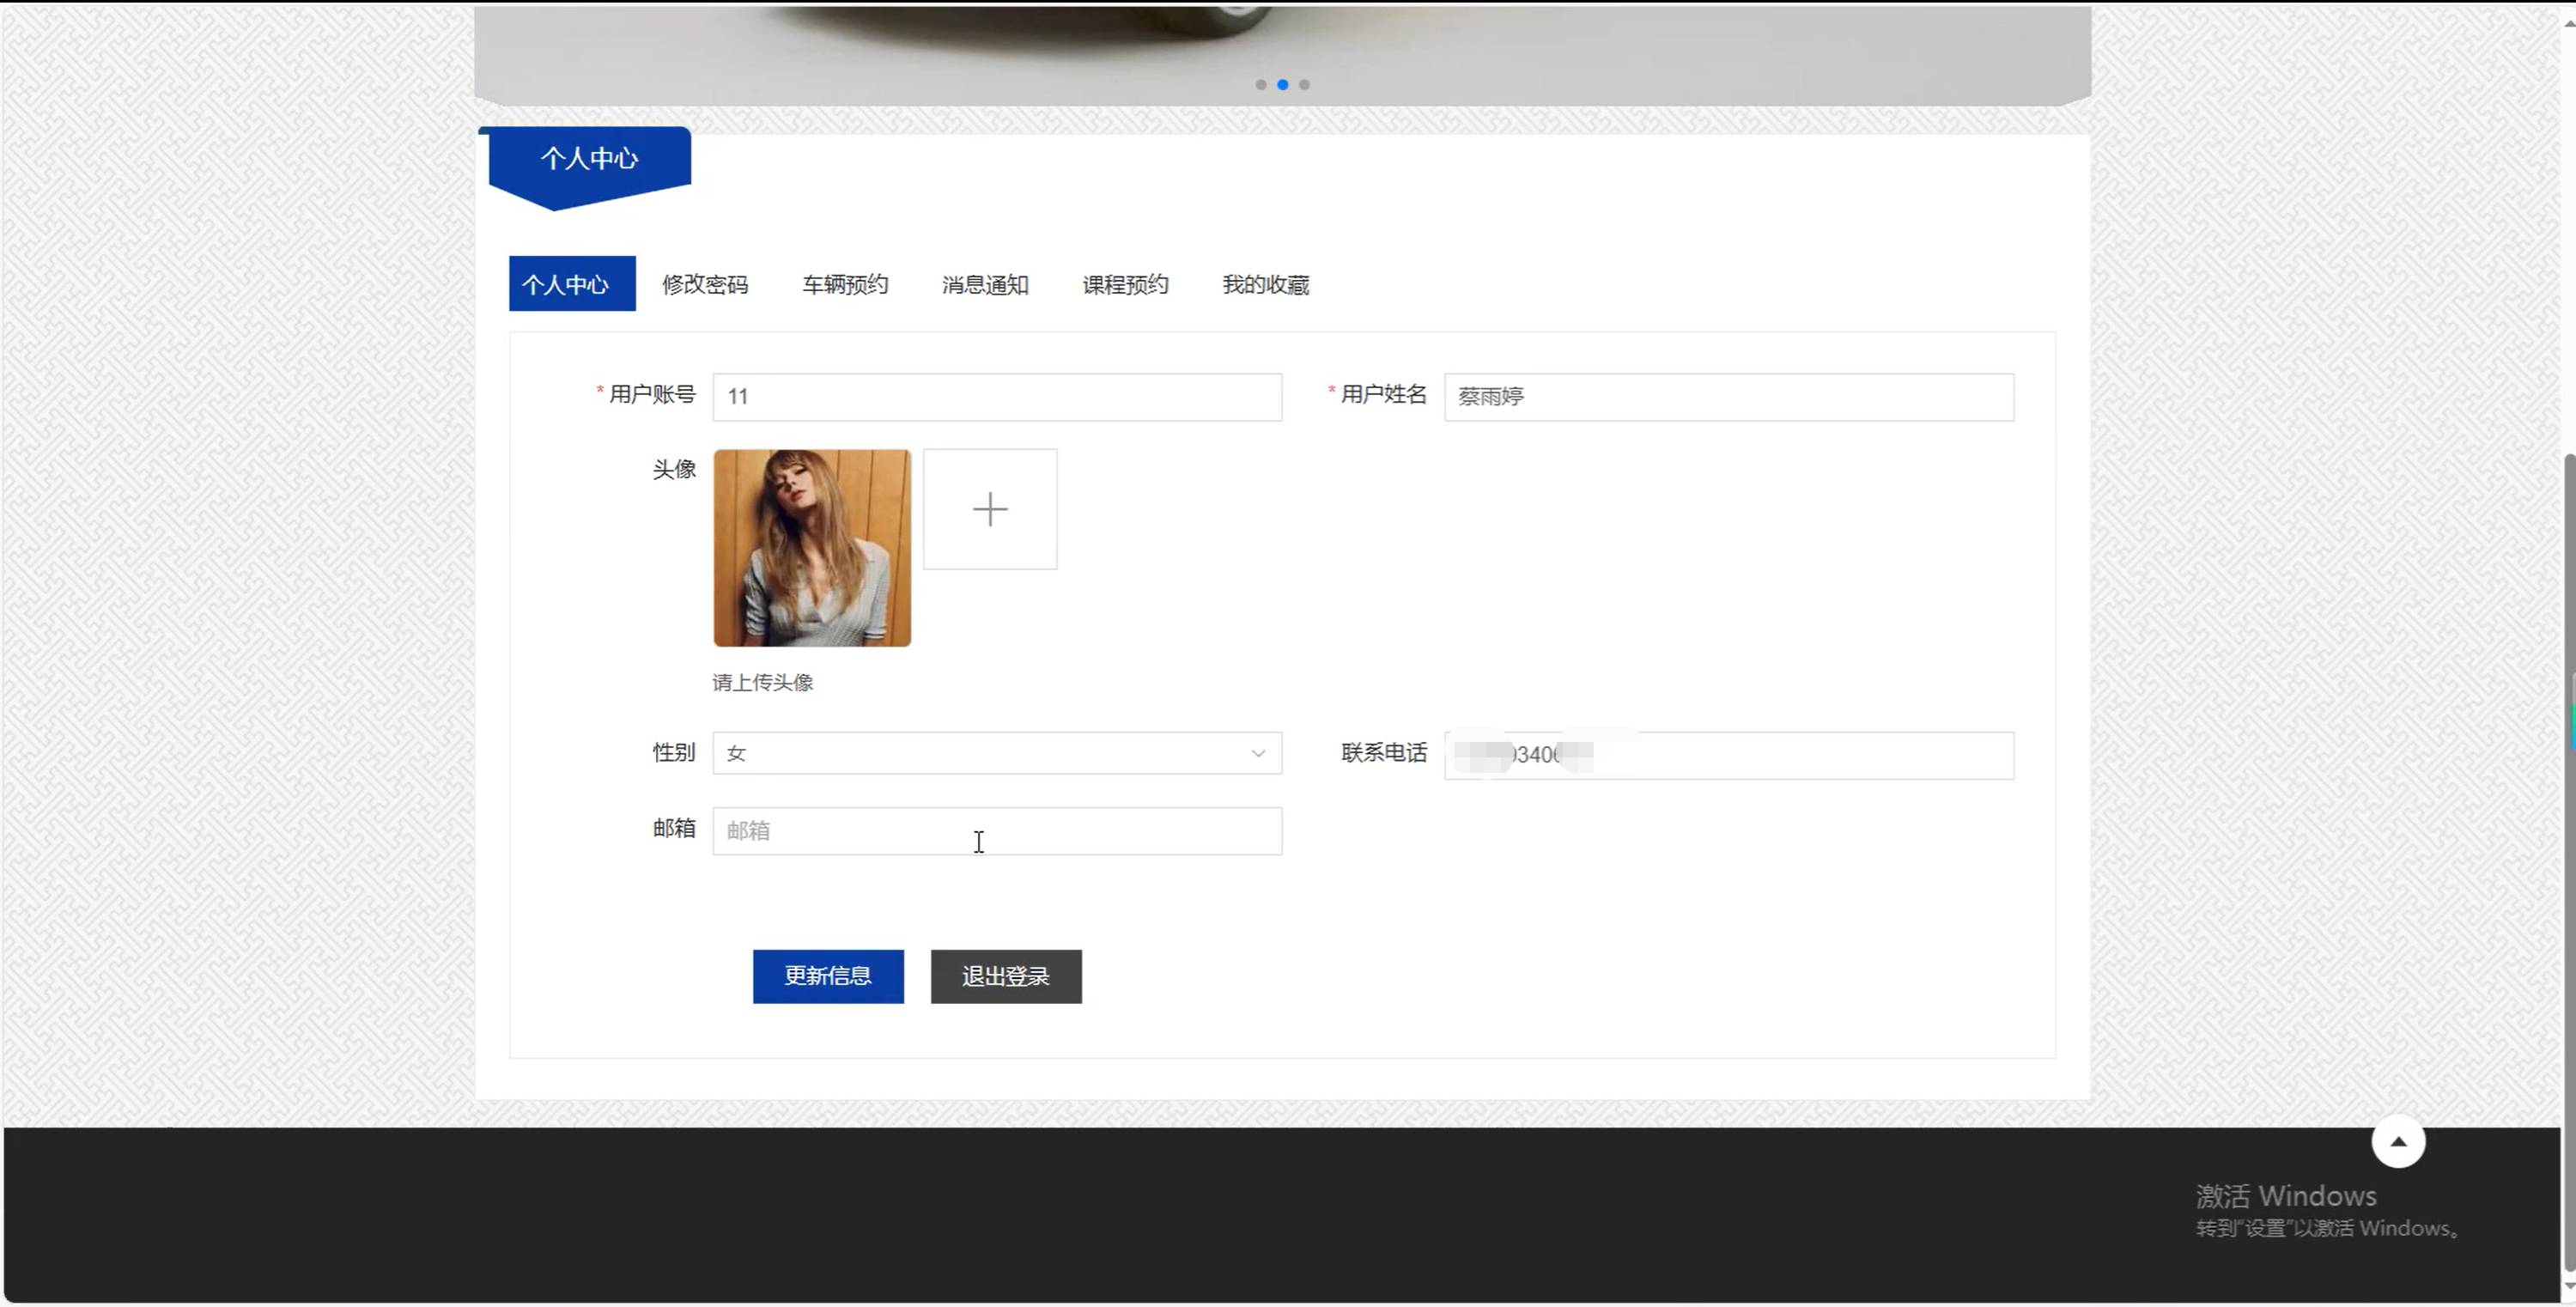 个人中心
个人中心 修改密码 车辆预约 消息通知 课程预约 我的收藏
* 用户账号 11 * 用户姓名 蔡雨婷
头像
请上传头像
性别 女 联系电话 340
邮箱 邮箱
更新信息 退出登录
激活 Windows
转到"设置"以激活 Windows。